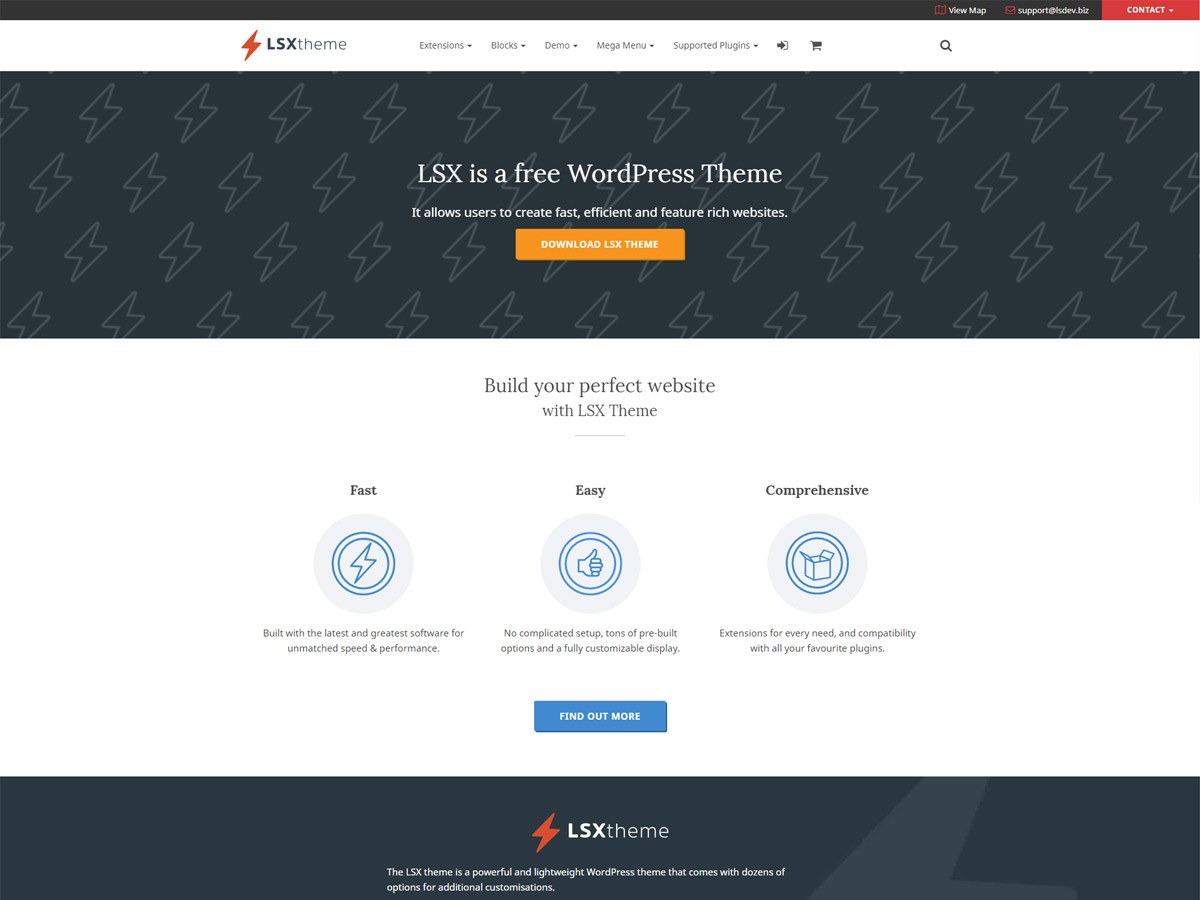 View Map support@lsdev.biz CONTACT
LSXtheme Extensions Blocks Demo Mega Menu Supported Plugins
LSX is a free WordPress Theme
It allows users to create fast, efficient and feature rich websites.
DOWNLOAD LSX THEME
Build your perfect website
with LSX Theme
Fast Easy Comprehensive
Built with the latest and greatest software for No complicated setup, tons of pre-built Extensions for every need, and compatibility
unmatched speed & performance. options and a fully customizable display. with all your favourite plugins.
FIND OUT MORE
LSXtheme
The LSX theme is a powerful and lightweight WordPress theme that comes with dozens of
options for additional customisations.